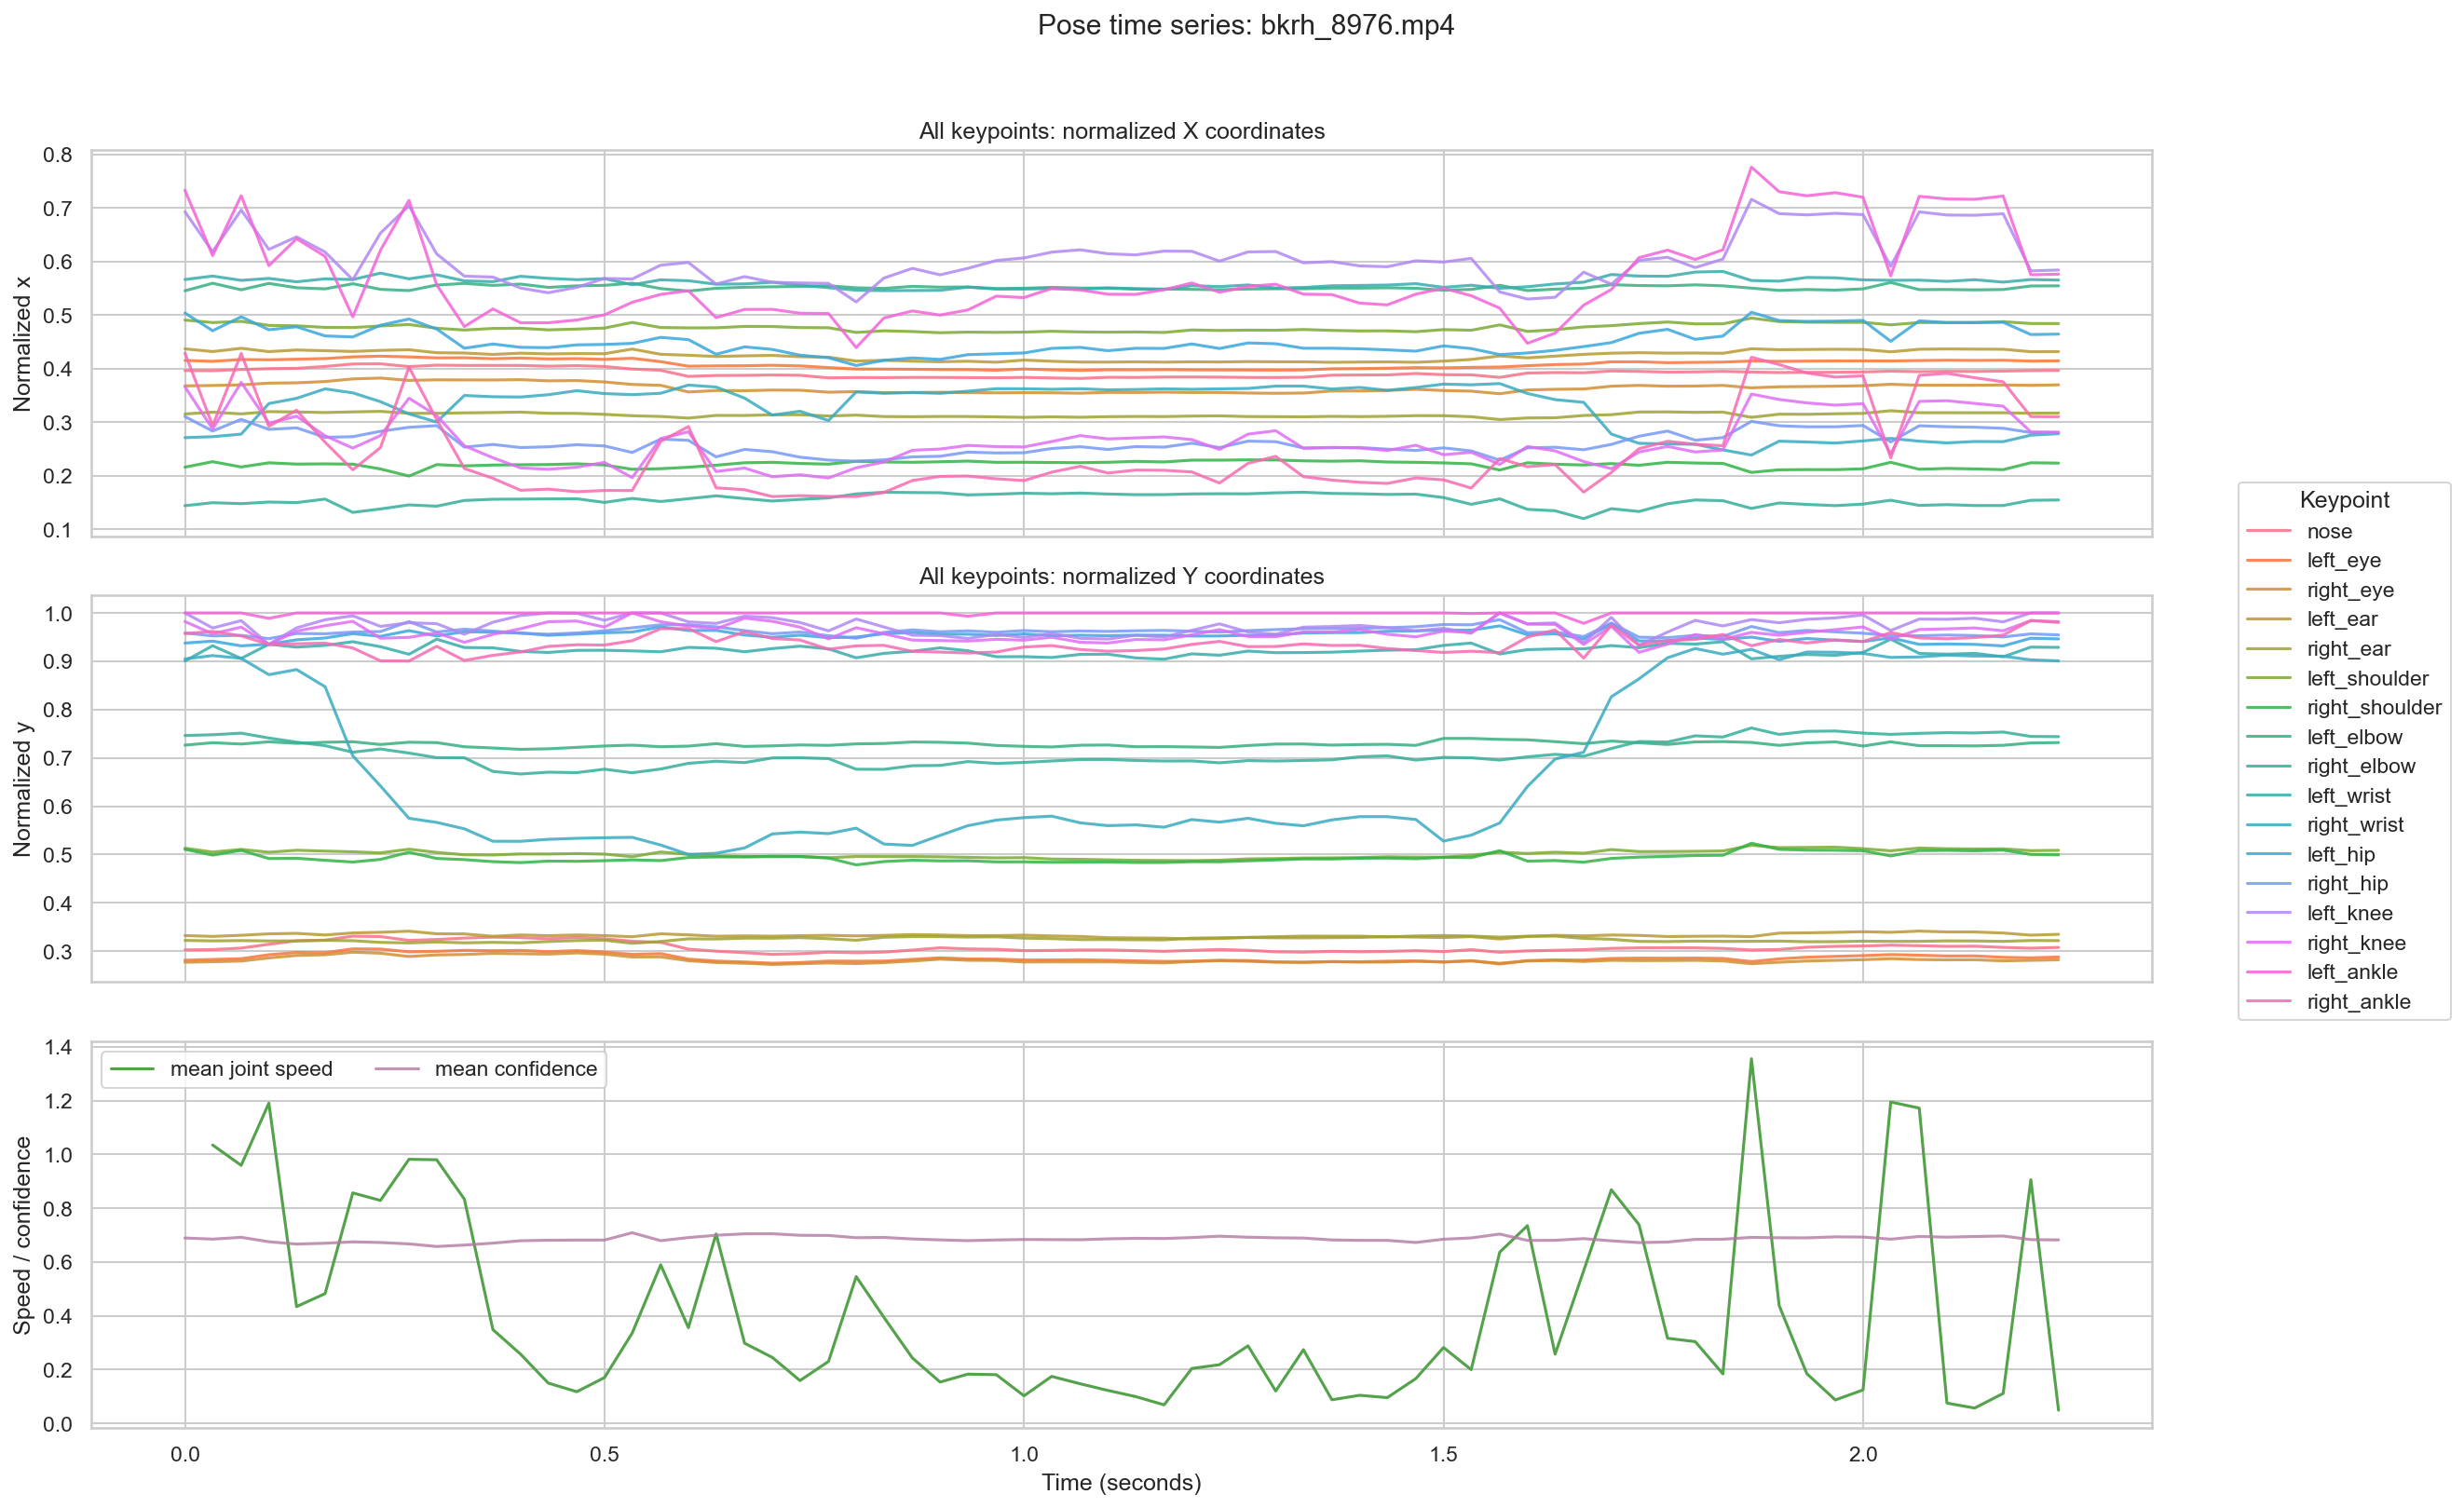 Pose time series: bkrh_8976.mp4
All keypoints: normalized X coordinates
Normalized x
0.8
0.7
0.6
0.5
0.4
0.3
0.2
0.1
All keypoints: normalized Y coordinates
Normalized y
1.0
0.9
0.8
0.7
0.6
0.5
0.4
0.3
Keypoint
nose
left_eye
right_eye
left_ear
right_ear
left_shoulder
right_shoulder
left_elbow
right_elbow
left_wrist
right_wrist
left_hip
right_hip
left_knee
right_knee
left_ankle
right_ankle
Speed / confidence
1.4
1.2
1.0
0.8
0.6
0.4
0.2
0.0
mean joint speed mean confidence
0.0 0.5 1.0 1.5 2.0
Time (seconds)